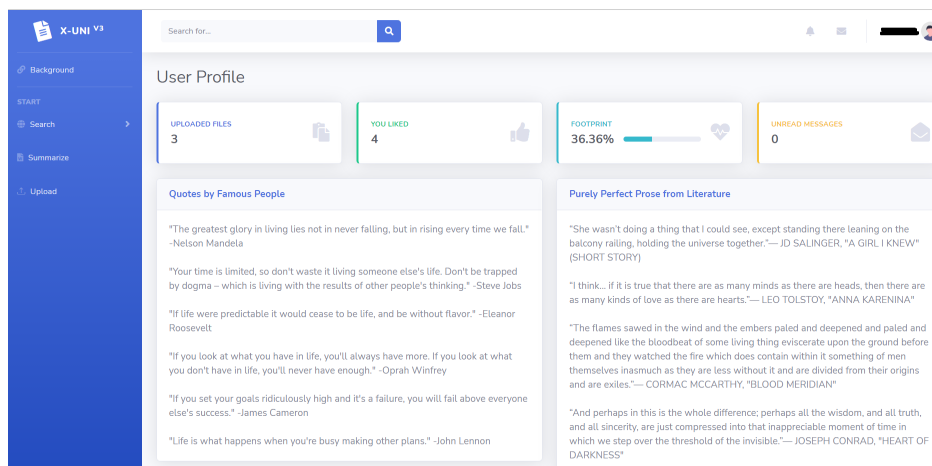 X-UNI V3
Search for...
Background
START
Search
Summarize
Upload
User Profile
UPLOADED FILES
3
YOU LIKED
4
FOOTPRINT
36.36%
UNREAD MESSAGES
0
Quotes by Famous People
"The greatest glory in living lies not in never falling, but in rising every time we fall."
-Nelson Mandela
"Your time is limited, so don't waste it living someone else's life. Don't be trapped
by dogma – which is living with the results of other people's thinking." -Steve Jobs
"If life were predictable it would cease to be life, and be without flavor." -Eleanor
Roosevelt
"If you look at what you have in life, you'll always have more. If you look at what
you don't have in life, you'll never have enough." -Oprah Winfrey
"If you set your goals ridiculously high and it's a failure, you will fail above everyone
else's success." -James Cameron
"Life is what happens when you're busy making other plans." -John Lennon
Purely Perfect Prose from Literature
“She wasn't doing a thing that I could see, except standing there leaning on the
balcony railing, holding the universe together.”— JD SALINGER, "A GIRL I KNEW"
(SHORT STORY)
“I think... if it is true that there are as many minds as there are heads, then there are
as many kinds of love as there are hearts.”— LEO TOLSTOY, "ANNA KARENINA"
“The flames sawed in the wind and the embers paled and deepened and paled and
deepened like the bloodbeat of some living thing eviscerate upon the ground before
them and they watched the fire which does contain within it something of men
themselves inasmuch as they are less without it and are divided from their origins
and are exiles.”— CORMAC MCCARTHY, "BLOOD MERIDIAN"
“And perhaps in this is the whole difference; perhaps all the wisdom, and all truth,
and all sincerity, are just compressed into that inappreciable moment of time in
which we step over the threshold of the invisible.”— JOSEPH CONRAD, "HEART OF
DARKNESS"